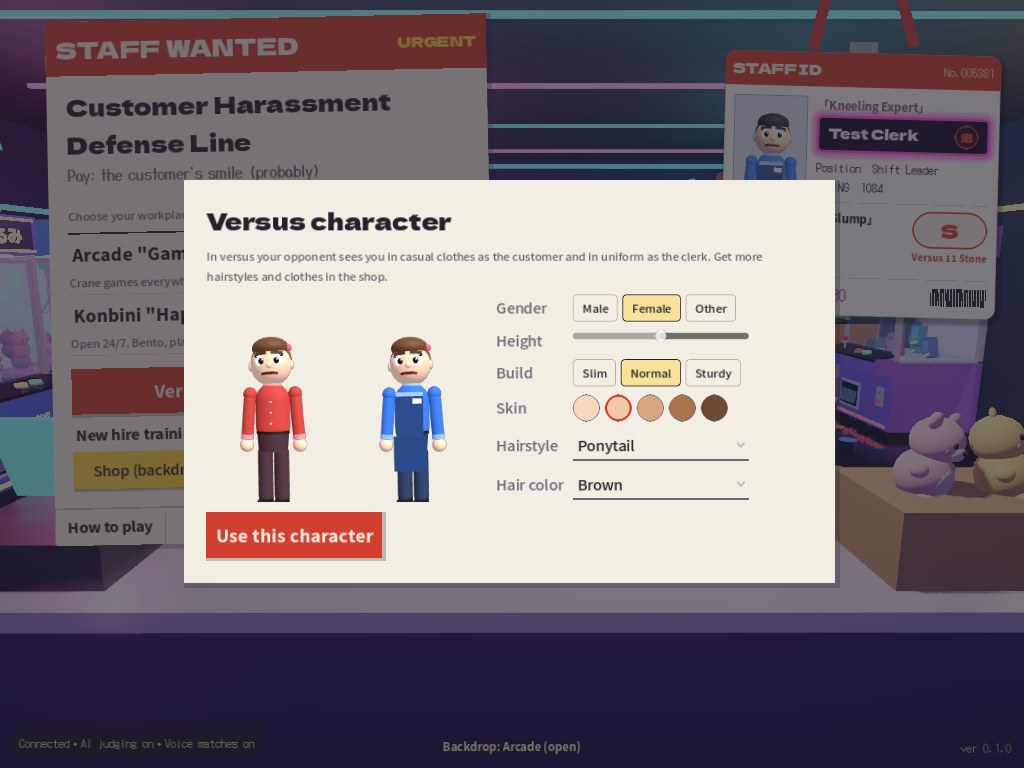 STAFF WANTED
URGENT
Customer Harassment
Defense Line
Pay: the customer's smile (probably)
Choose your workpla
Arcade "Gam
Crane games everywh
Konbini "Hap
Open 24/7. Bento, pla
Ver
New hire traini
Shop (backdr
How to play
STAFF ID
No. 005381
「Kneeling Expert」
Test Clerk
Position Shift Leader
NG 1084
Slump」
S
Versus 11 Stone
るみ
Versus character
In versus your opponent sees you in casual clothes as the customer and in uniform as the clerk. Get more
hairstyles and clothes in the shop.
Gender Male Female Other
Height
Build Slim Normal Sturdy
Skin
Hairstyle Ponytail
Hair color Brown
Use this character
Connected • AI judging on • Voice matches on
Backdrop: Arcade (open)
ver 0.1.0